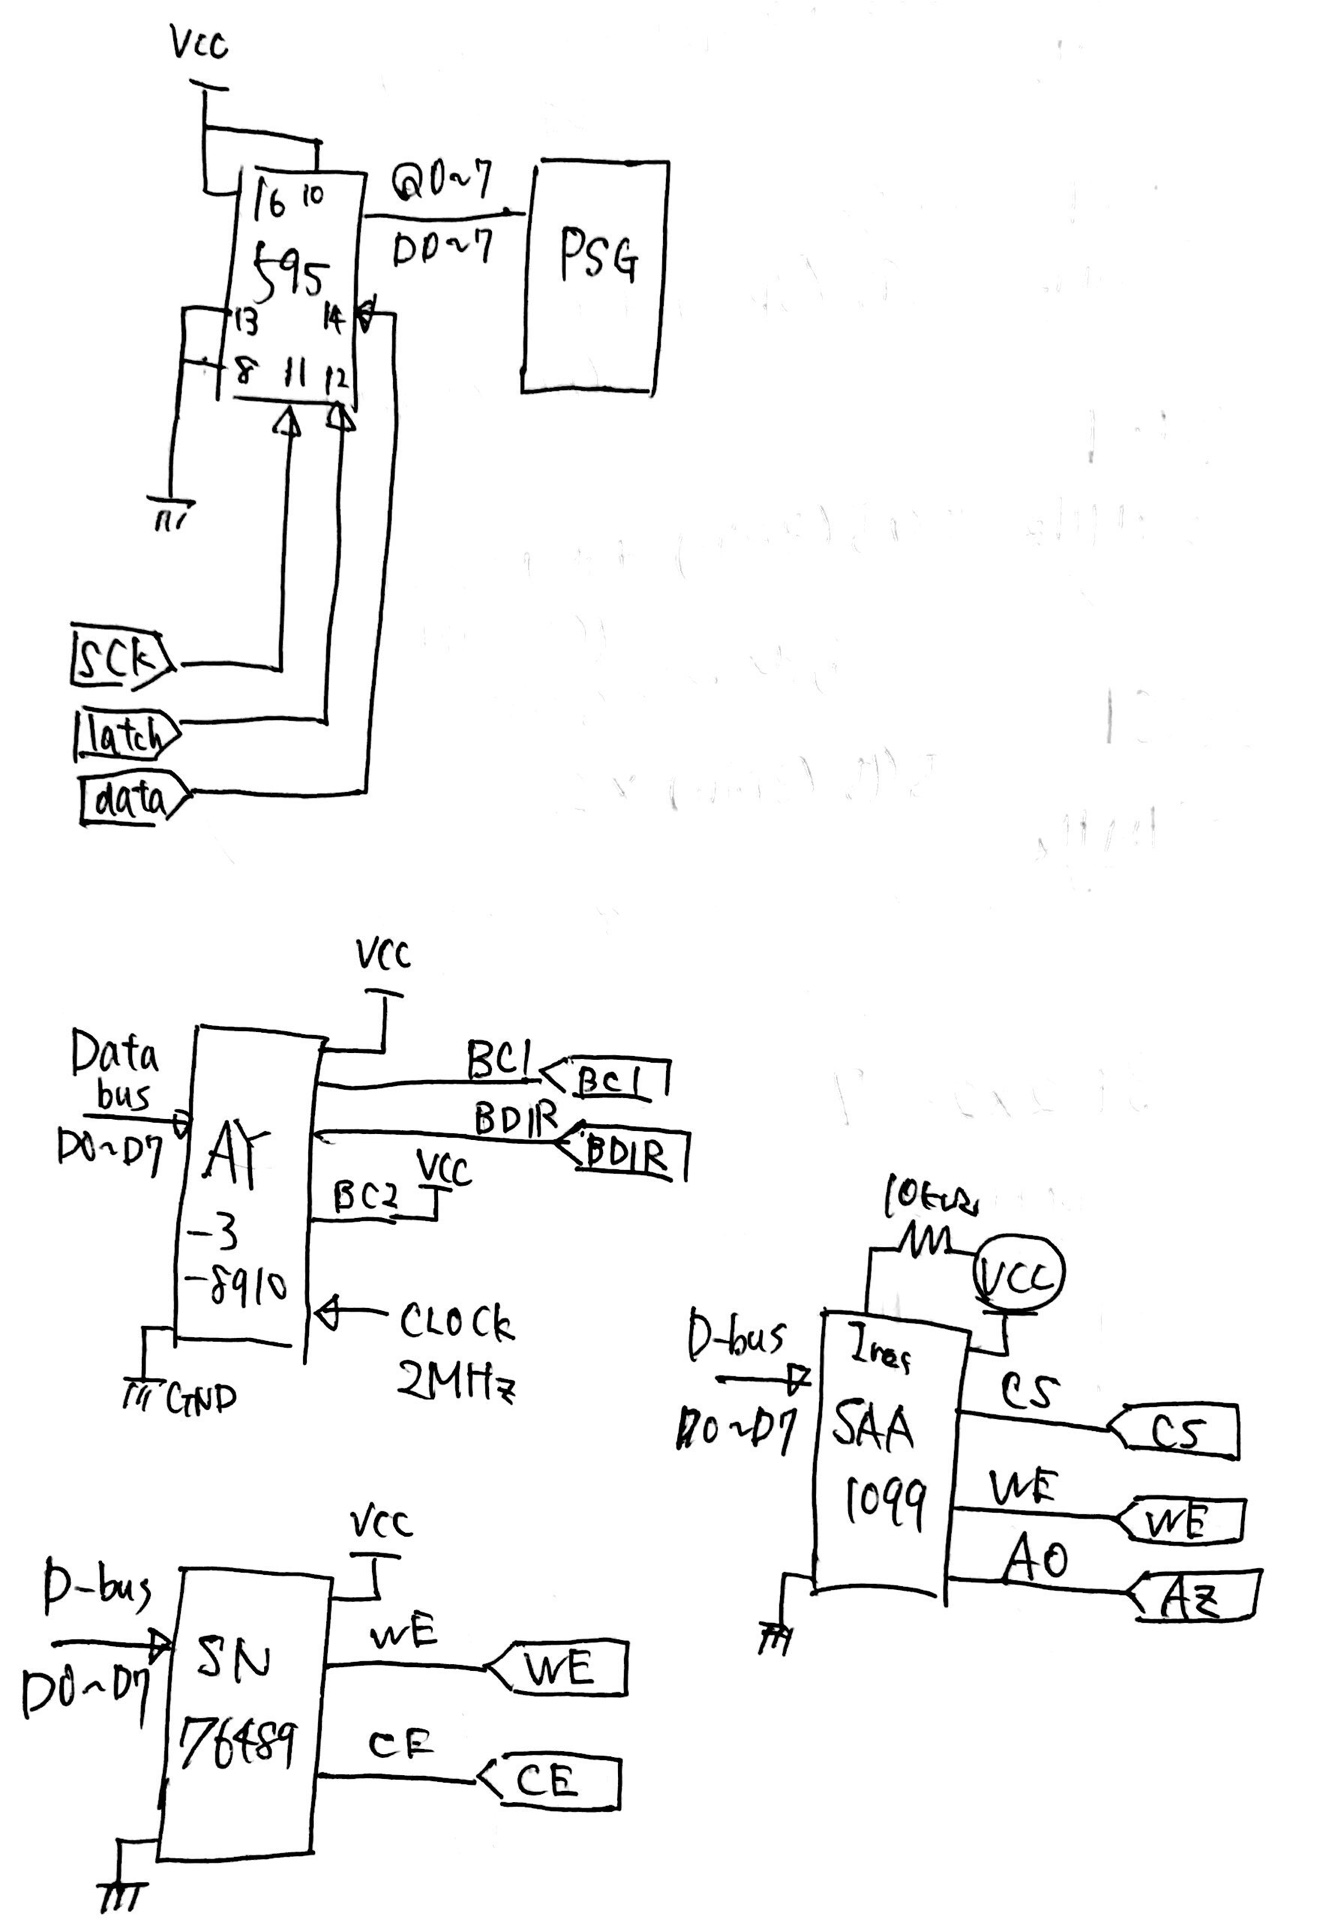 VCC
16 10
595
13 14
8 11 12
Q0~7
D0~7
PSG
SCk
latch
data
VCC
Data
bus
D0~D7
AY
-3
-8910
BC1
BC1
BDIR
BDIR
BC2
VCC
CLOCK
2MHz
GND
10kΩ
VCC
D-bus
D0~D7
Iref
SAA
1099
CS
CS
WE
WE
A0
AZ
VCC
D-bus
D0~D7
SN
76489
WE
WE
CE
CE